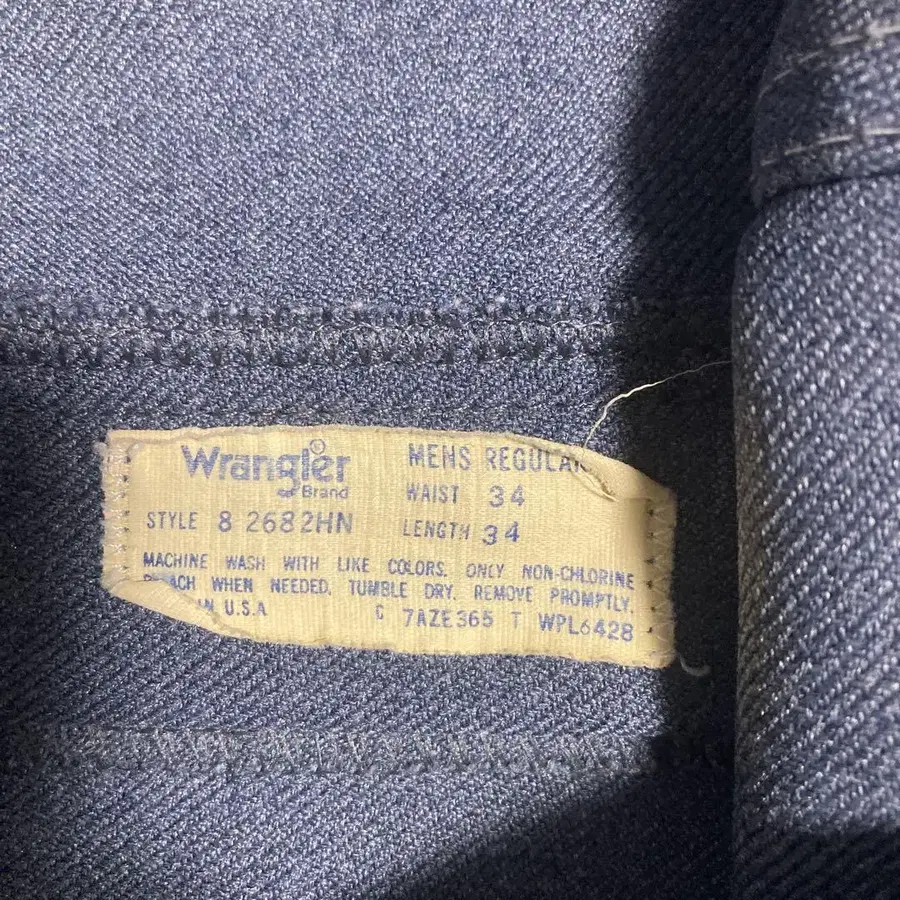 Wrangler®
Brand
MENS REGULAR
WAIST 34
STYLE 8 2682HN
LENGTH 34
MACHINE WASH WITH LIKE COLORS. ONLY NON-CHLORINE
WHEN NEEDED. TUMBLE DRY. REMOVE PROMPTLY.
IN U.S.A
C 7AZE365 T WPL6428